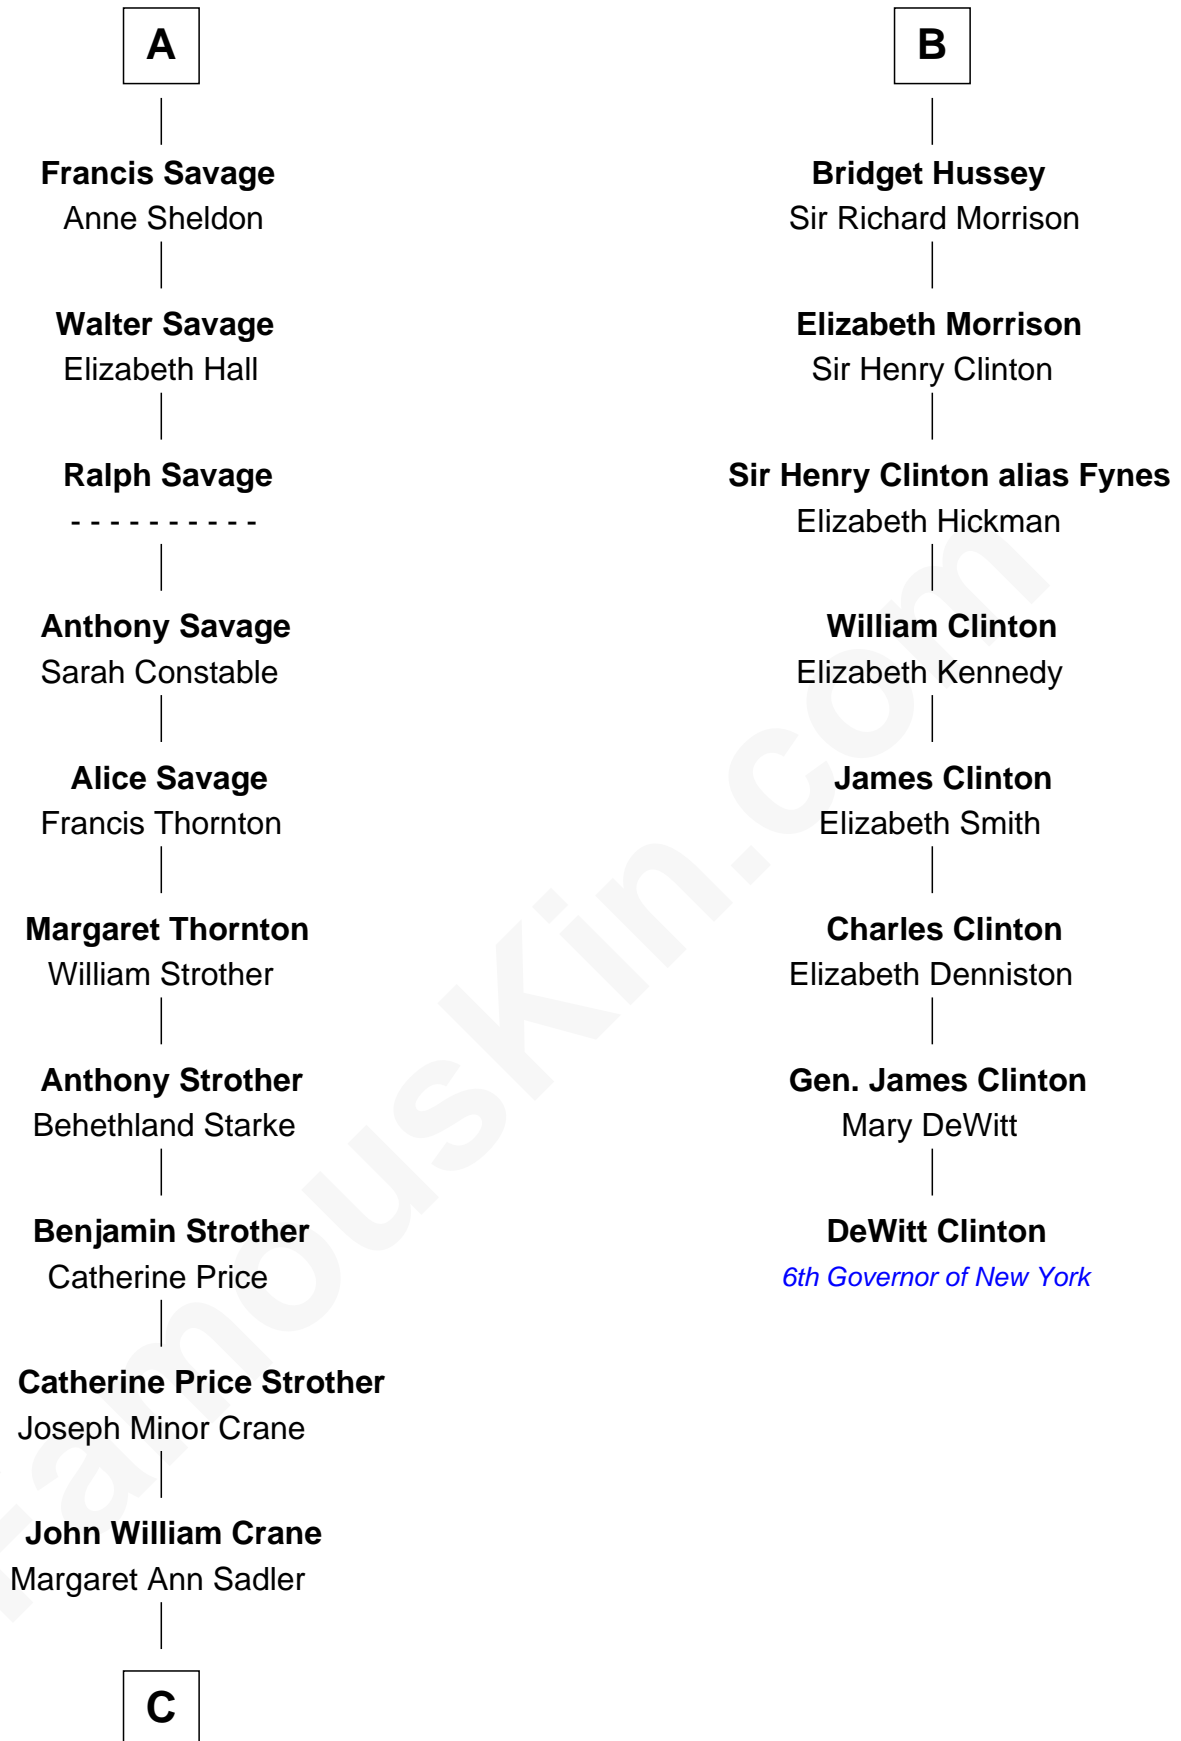 A
Francis Savage
Anne Sheldon
Walter Savage
Elizabeth Hall
Ralph Savage
- - - - - - - - - -
Anthony Savage
Sarah Constable
Alice Savage
Francis Thornton
Margaret Thornton
William Strother
Anthony Strother
Behethland Starke
Benjamin Strother
Catherine Price
Catherine Price Strother
Joseph Minor Crane
John William Crane
Margaret Ann Sadler
C
B
Bridget Hussey
Sir Richard Morrison
Elizabeth Morrison
Sir Henry Clinton
Sir Henry Clinton alias Fynes
Elizabeth Hickman
William Clinton
Elizabeth Kennedy
James Clinton
Elizabeth Smith
Charles Clinton
Elizabeth Denniston
Gen. James Clinton
Mary DeWitt
DeWitt Clinton
6th Governor of New York
FamousKin.com